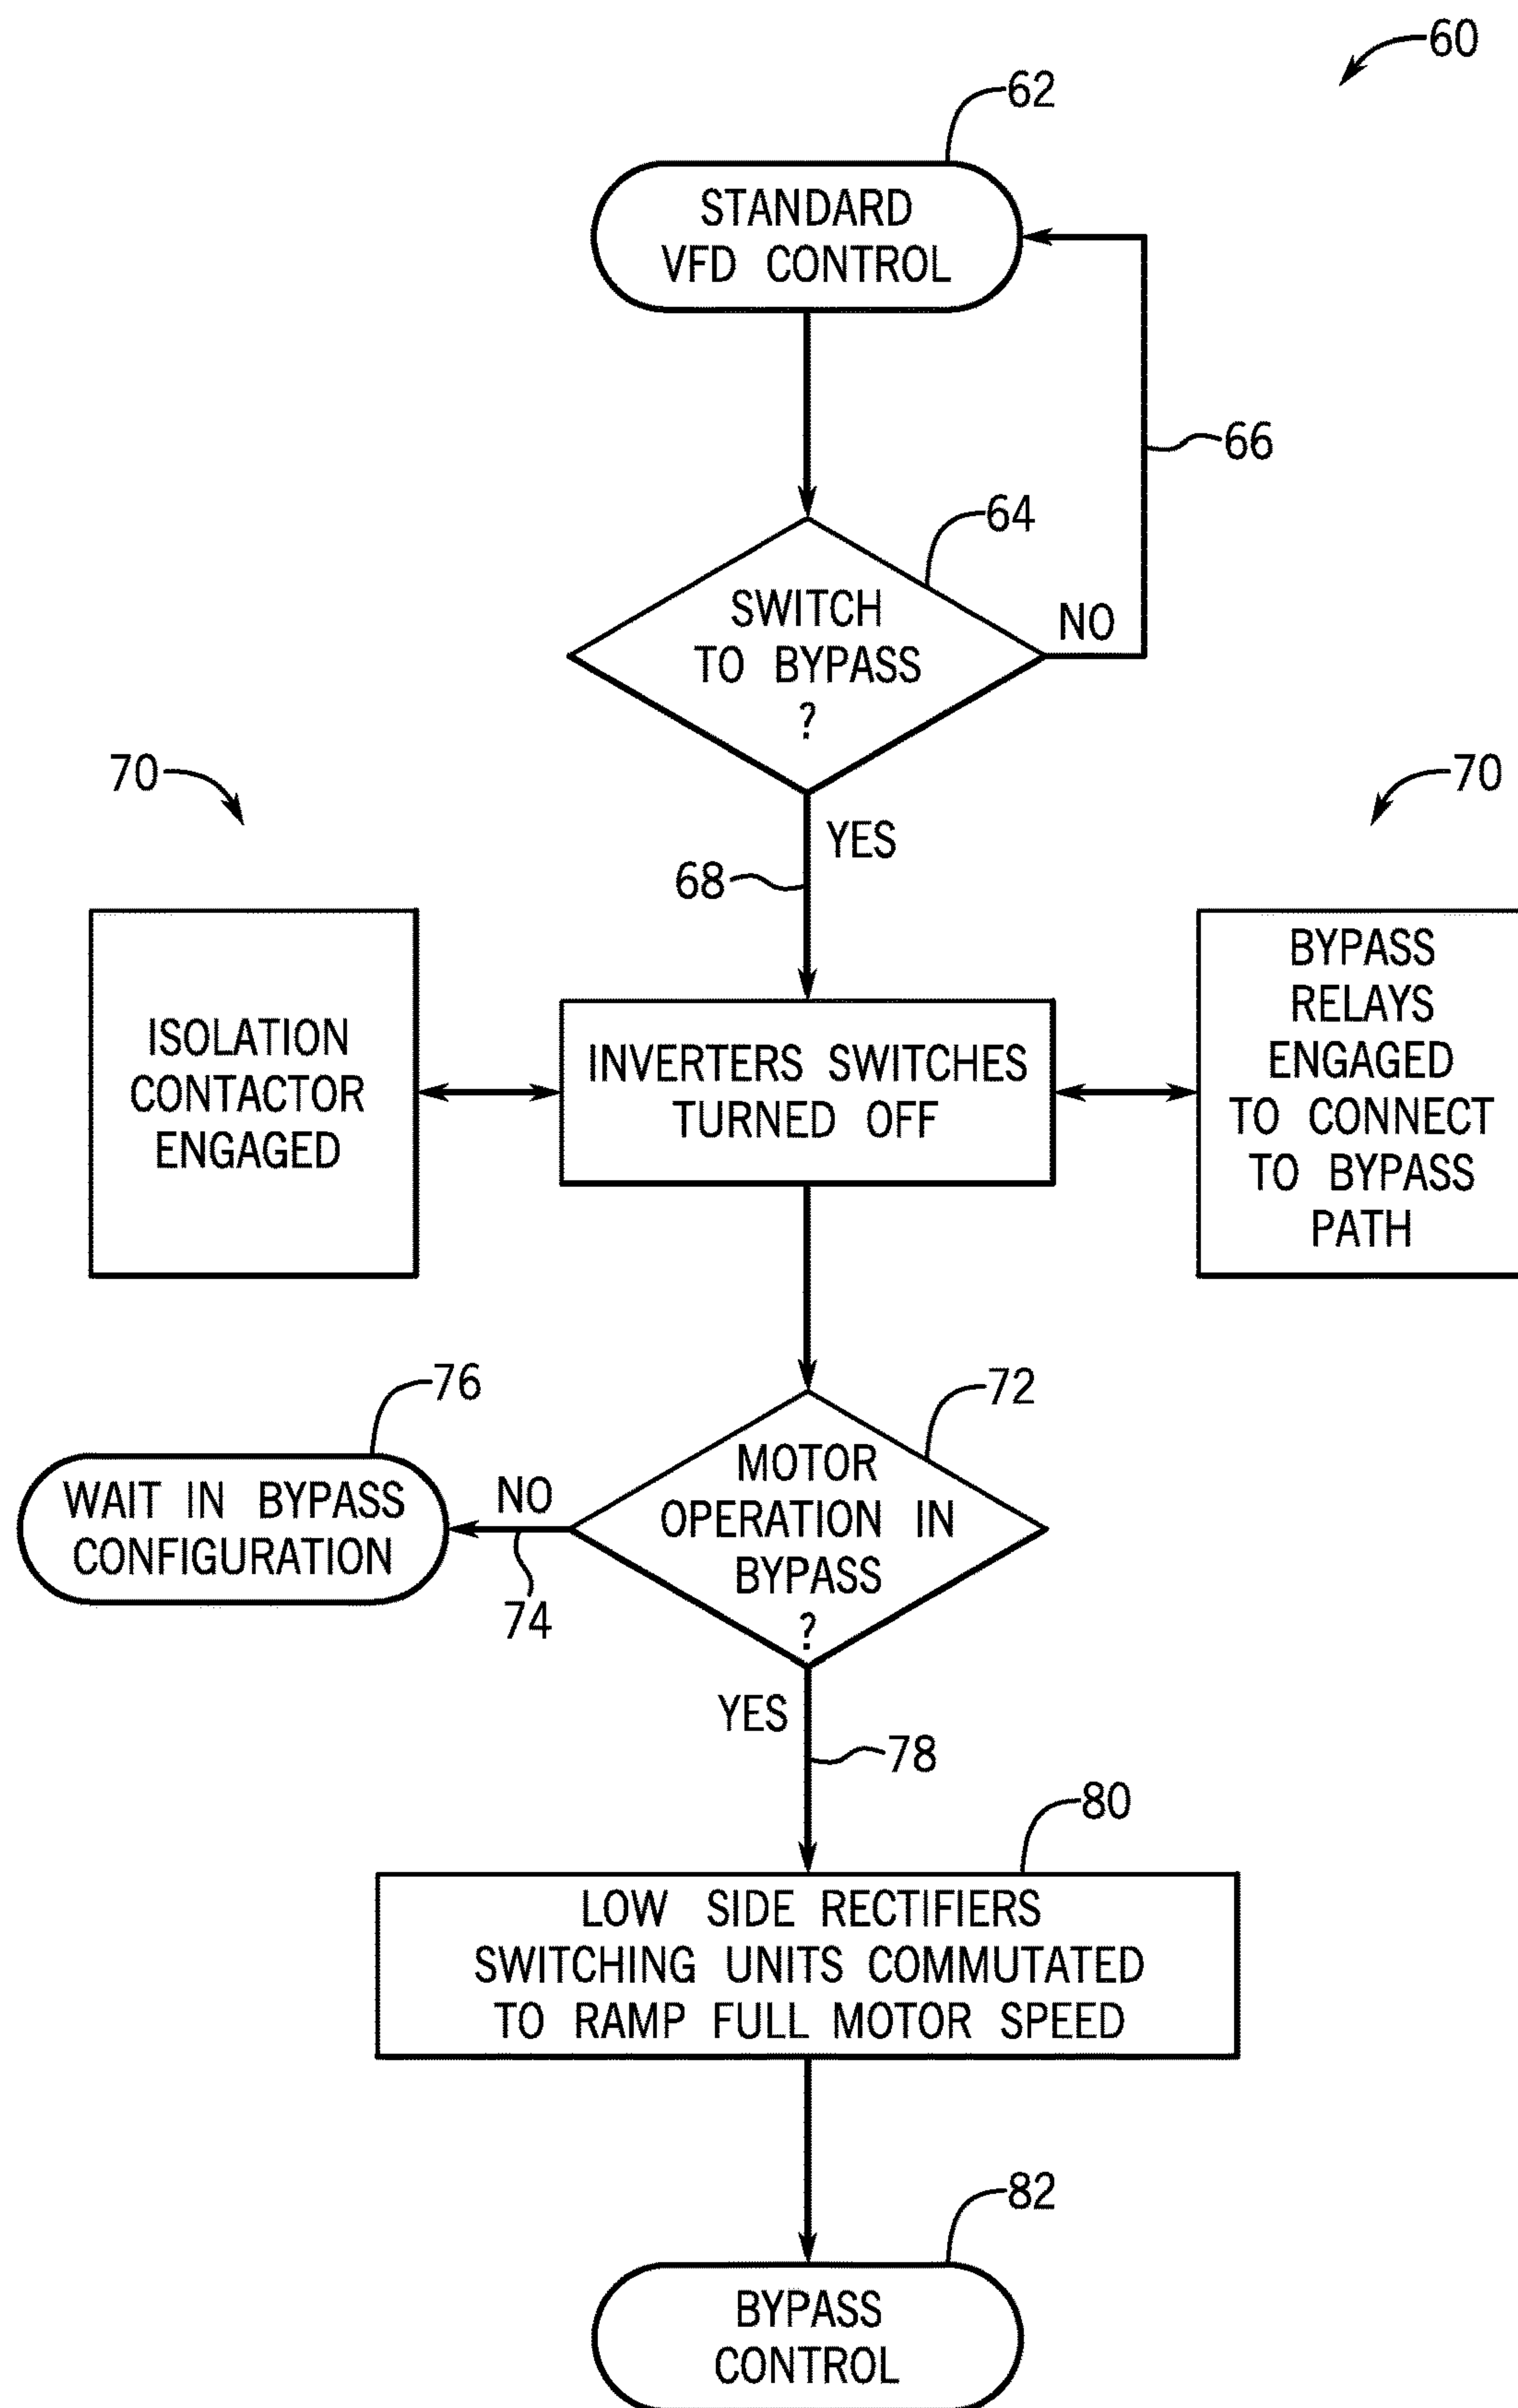 60
62
STANDARD
VFD CONTROL
66
64
SWITCH
TO BYPASS
?
NO
70
70
YES
68
ISOLATION
CONTACTOR
ENGAGED
INVERTERS SWITCHES
TURNED OFF
BYPASS
RELAYS
ENGAGED
TO CONNECT
TO BYPASS
PATH
76
72
WAIT IN BYPASS
CONFIGURATION
NO
74
MOTOR
OPERATION IN
BYPASS
?
YES
78
80
LOW SIDE RECTIFIERS
SWITCHING UNITS COMMUTATED
TO RAMP FULL MOTOR SPEED
82
BYPASS
CONTROL